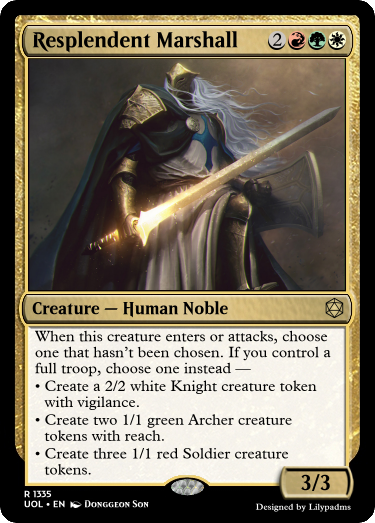 Resplendent Marshall 2
Creature — Human Noble
When this creature enters or attacks, choose
one that hasn't been chosen. If you control a
full troop, choose one instead —
• Create a 2/2 white Knight creature token
with vigilance.
• Create two 1/1 green Archer creature
tokens with reach.
• Create three 1/1 red Soldier creature
tokens.
3/3
R 1335
UOL • EN Donggeon Son
Designed by Lilypadms